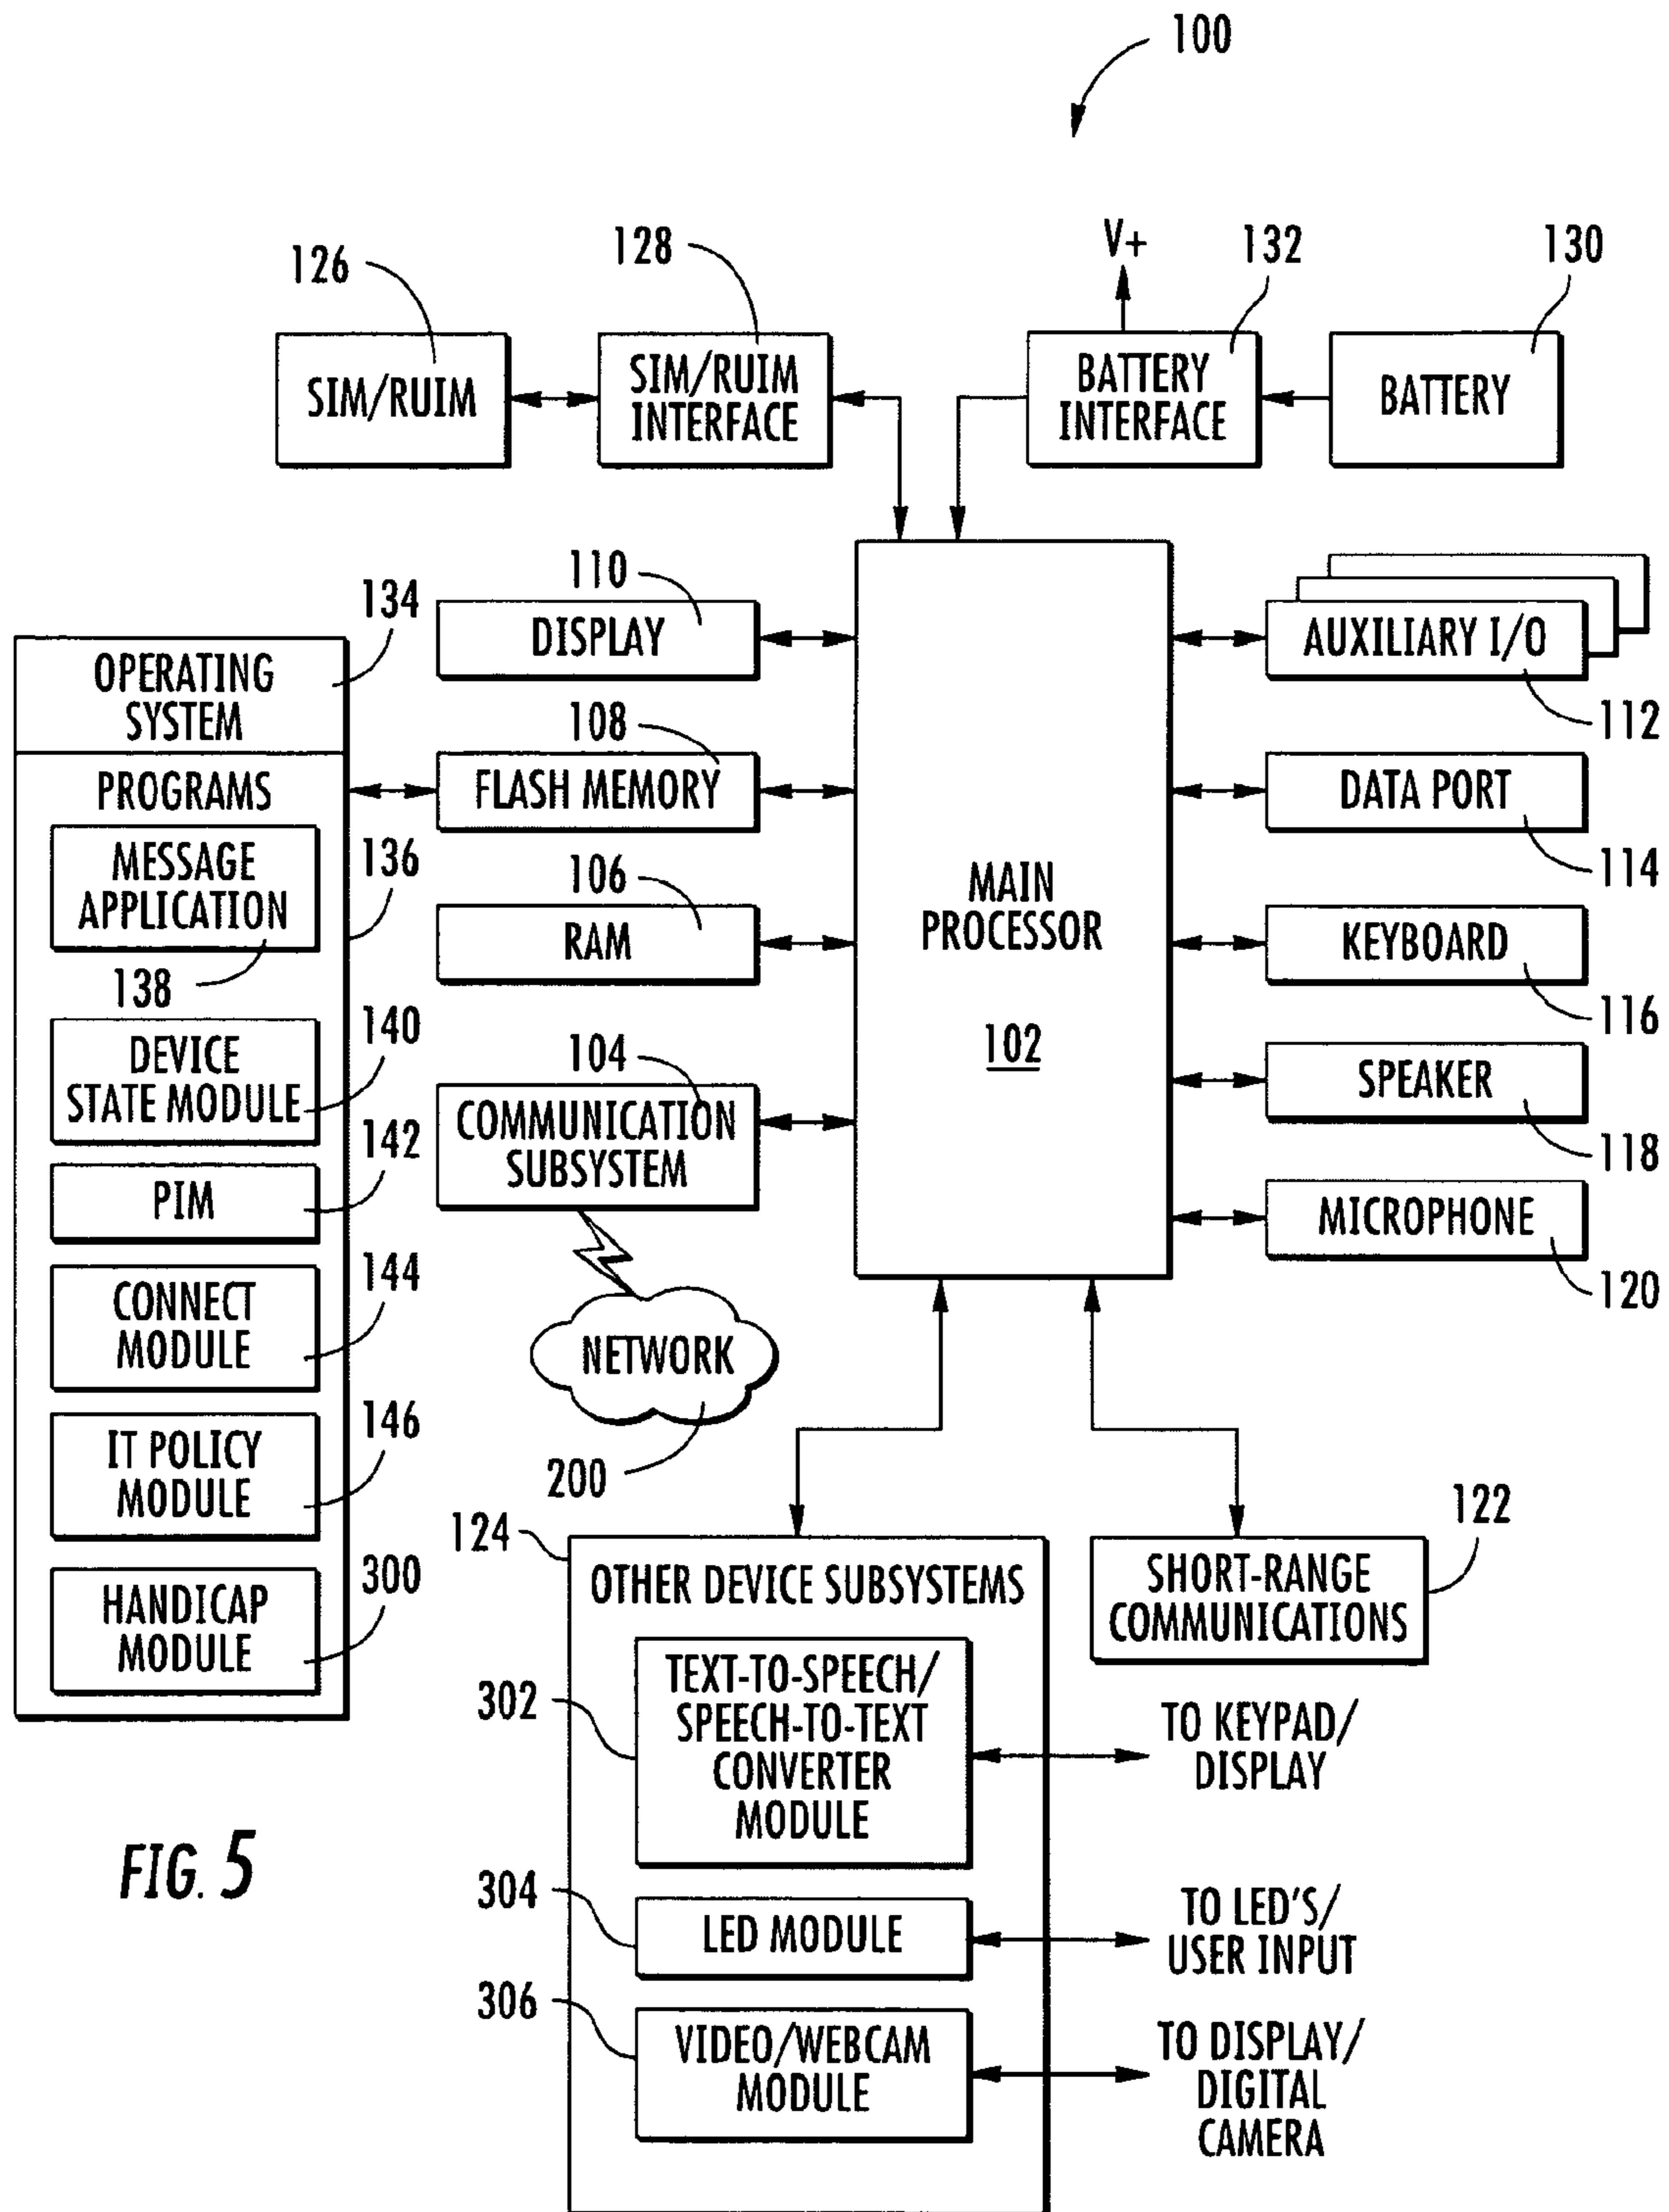 100
V+
132
130
128
126
SIM/RUIM
SIM/RUIM
INTERFACE
BATTERY
INTERFACE
BATTERY
134
OPERATING
SYSTEM
PROGRAMS
MESSAGE
APPLICATION
138
136
DEVICE
STATE MODULE
140
PIM
142
CONNECT
MODULE
144
IT POLICY
MODULE
146
HANDICAP
MODULE
300
110
DISPLAY
108
FLASH MEMORY
106
RAM
104
COMMUNICATION
SUBSYSTEM
NETWORK
200
MAIN
PROCESSOR
102
AUXILIARY I/O
112
DATA PORT
114
KEYBOARD
116
SPEAKER
118
MICROPHONE
120
124
OTHER DEVICE SUBSYSTEMS
302
TEXT-TO-SPEECH/
SPEECH-TO-TEXT
CONVERTER
MODULE
304
LED MODULE
306
VIDEO/WEBCAM
MODULE
122
SHORT-RANGE
COMMUNICATIONS
TO KEYPAD/
DISPLAY
TO LED'S/
USER INPUT
TO DISPLAY/
DIGITAL
CAMERA
FIG. 5